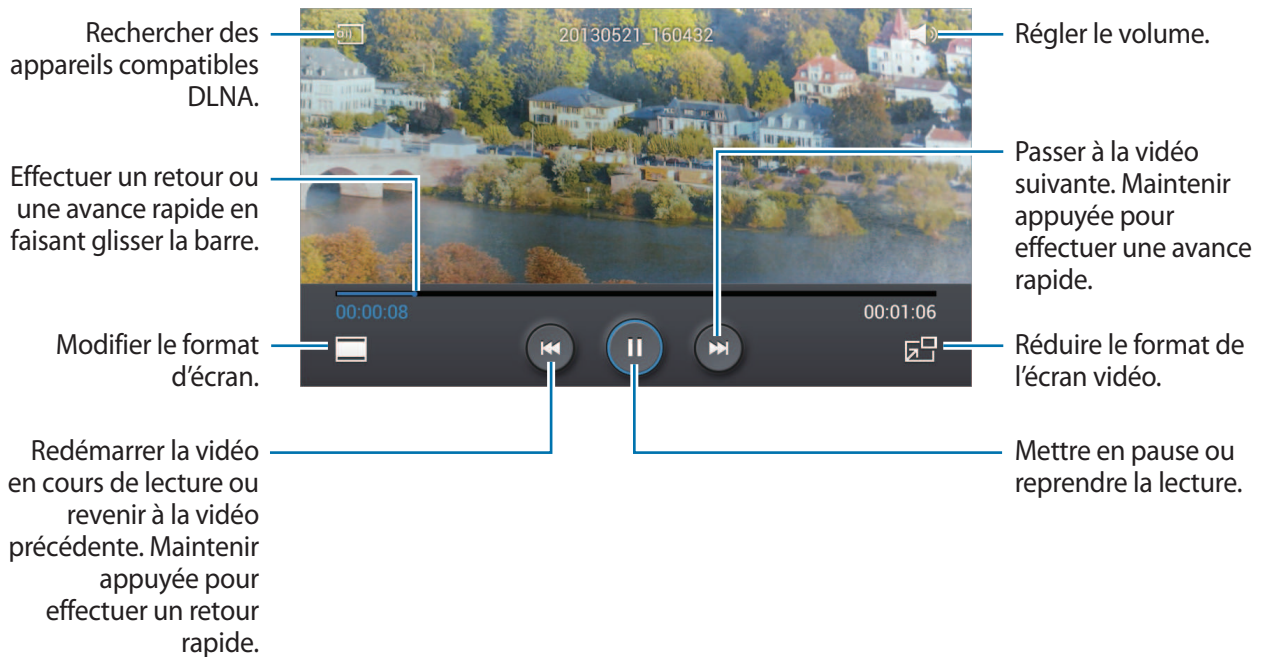 Rechercher des
appareils compatibles
DLNA.
Effectuer un retour ou
une avance rapide en
faisant glisser la barre.
Modifier le format
d'écran.
Redémarrer la vidéo
en cours de lecture ou
revenir à la vidéo
précédente. Maintenir
appuyée pour
effectuer un retour
rapide.
20130521_160432
00:00:08
00:01:06
Régler le volume.
Passer à la vidéo
suivante. Maintenir
appuyée pour
effectuer une avance
rapide.
Réduire le format de
l'écran vidéo.
Mettre en pause ou
reprendre la lecture.